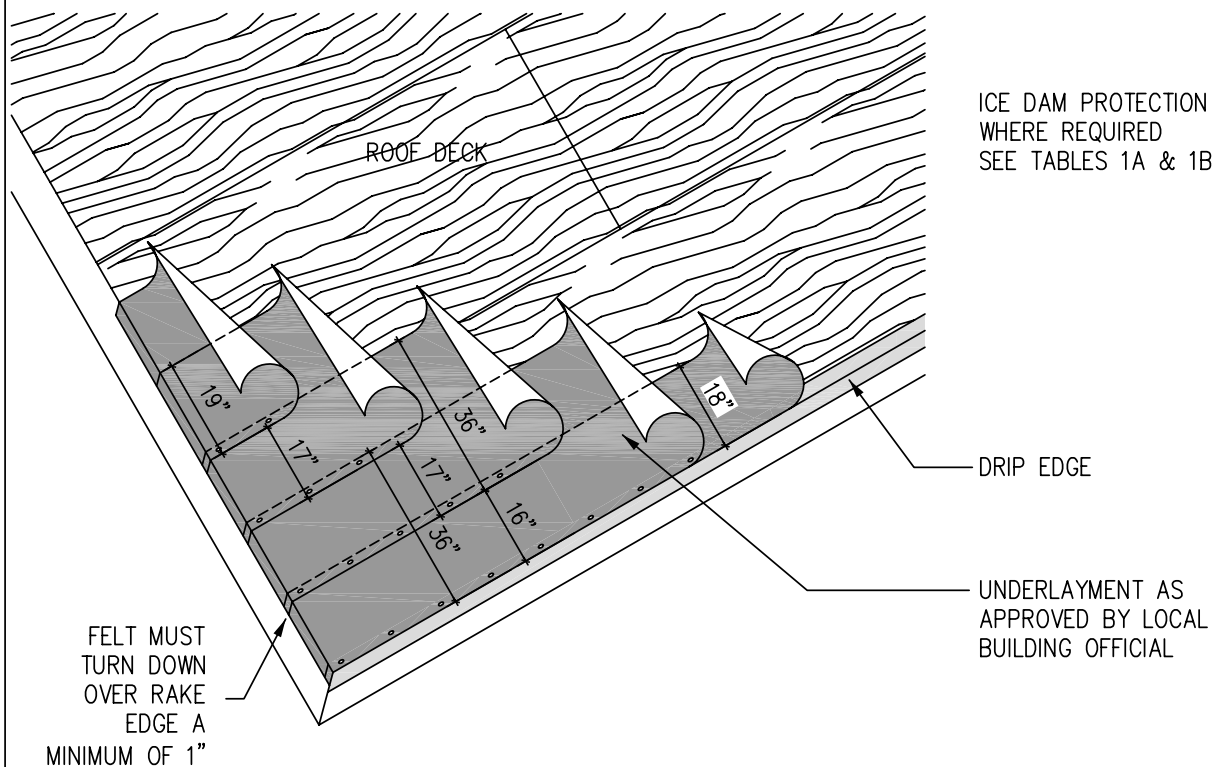 ICE DAM PROTECTION
WHERE REQUIRED
SEE TABLES 1A & 1B
ROOF DECK
19"
17"
36"
18"
17"
16"
36"
DRIP EDGE
UNDERLAYMENT AS
APPROVED BY LOCAL
BUILDING OFFICIAL
FELT MUST
TURN DOWN
OVER RAKE
EDGE A
MINIMUM OF 1"